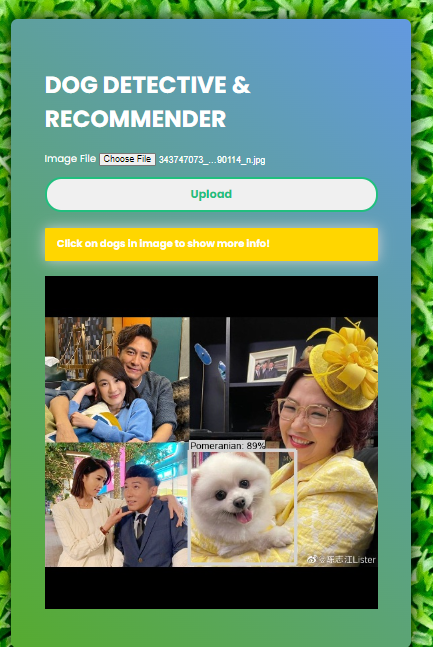 DOG DETECTIVE &
RECOMMENDER
Image File Choose File 343747073_...90114_n.jpg
Upload
Click on dogs in image to show more info!
Pomeranian: 89%
@陈志江Lister